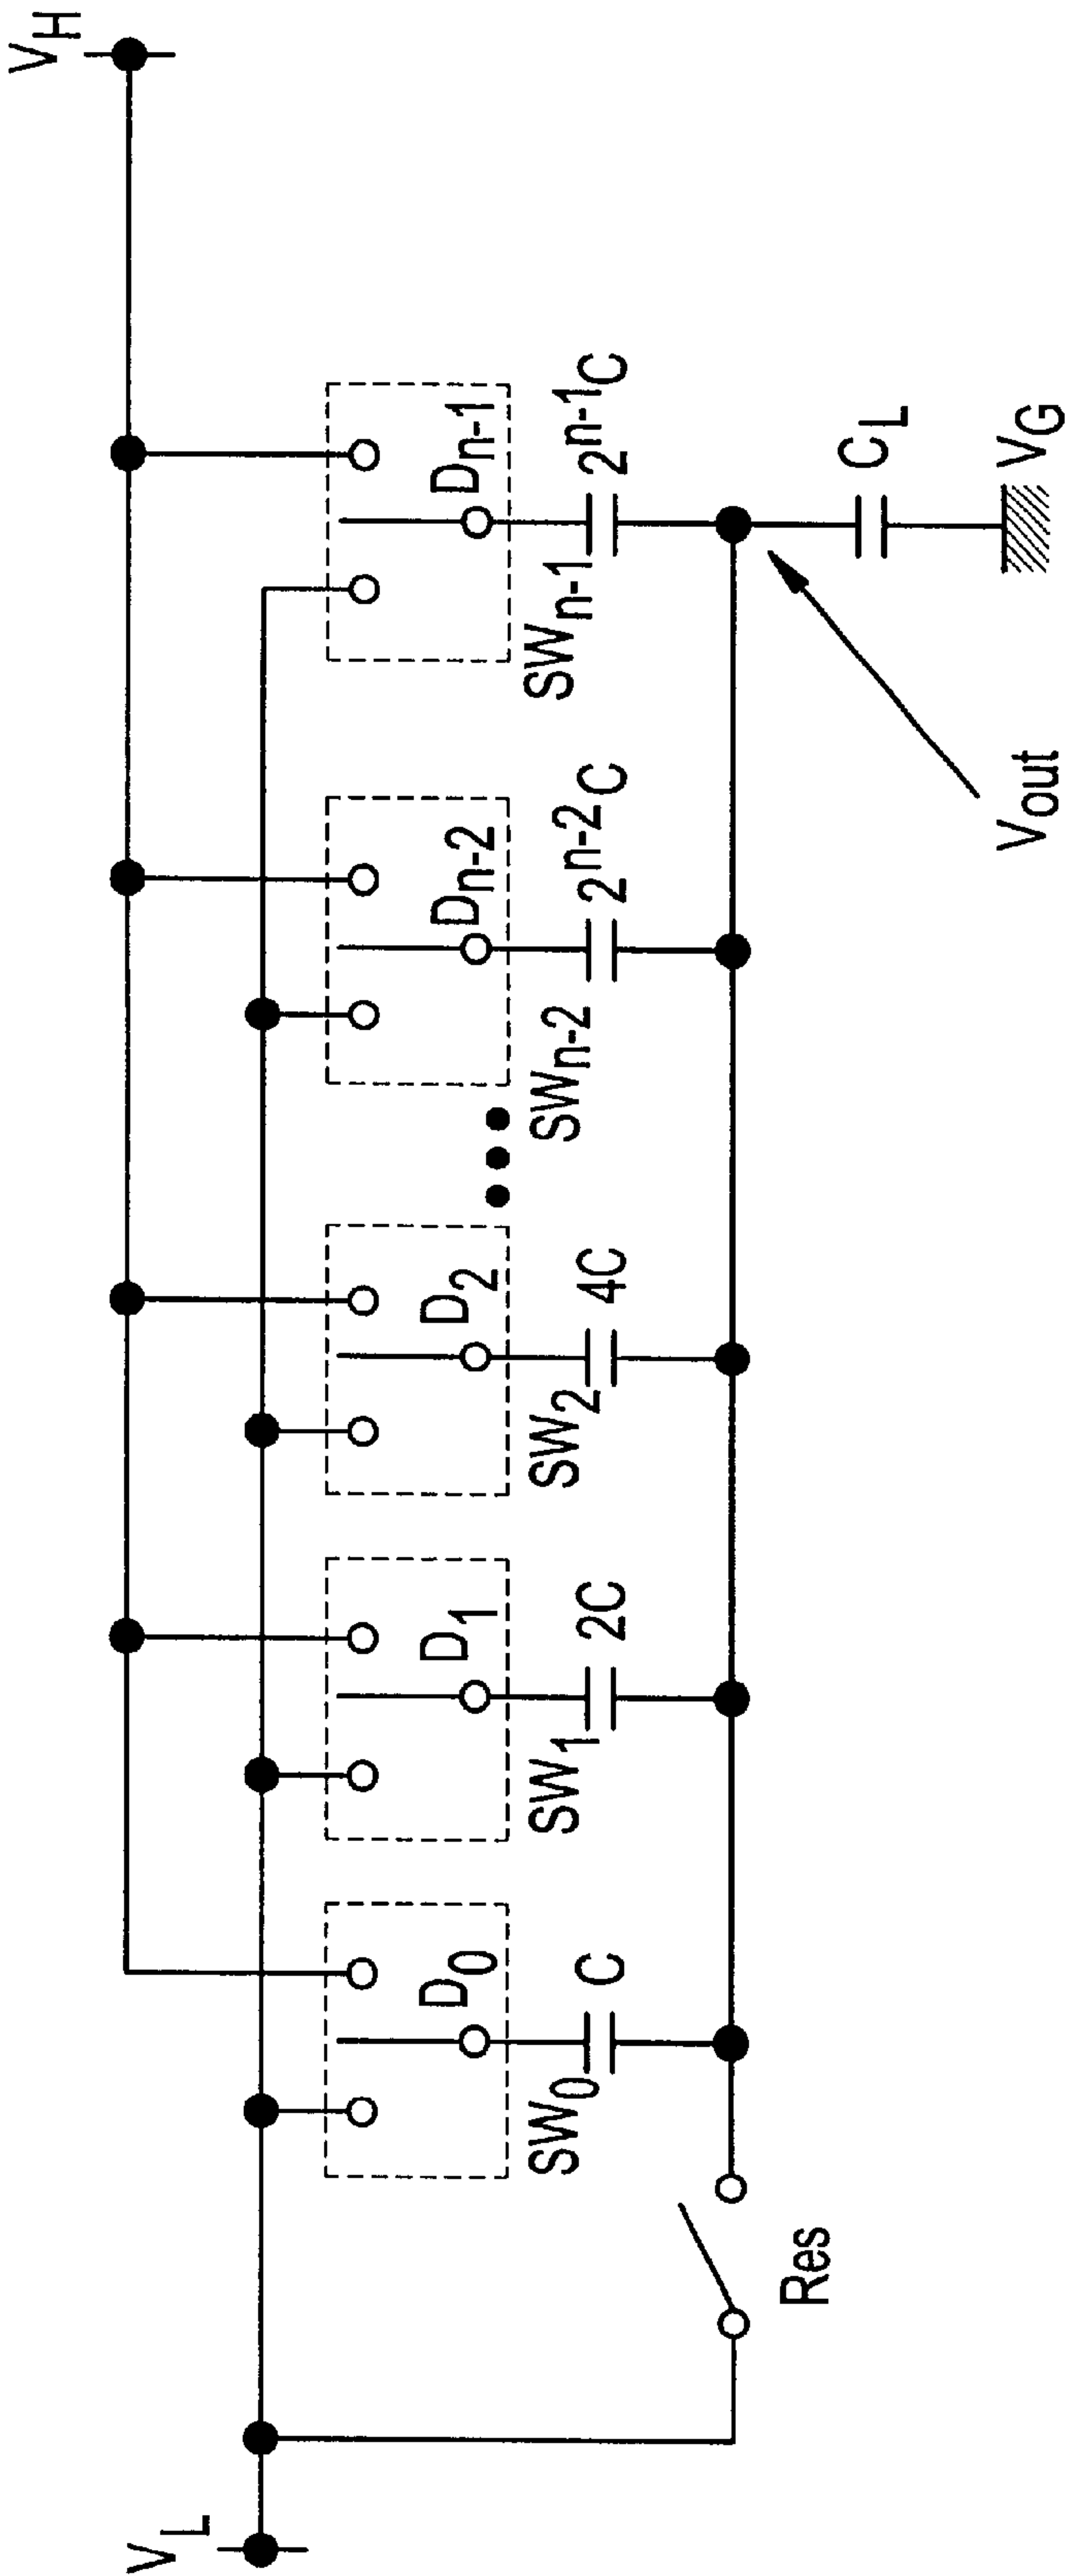 V_H
V_L
D_0
D_1
D_2
D_n-2
D_n-1
SW_0
C
SW_1
2C
SW_2
4C
SW_n-2
2^n-2C
SW_n-1
2^n-1C
Res
C_L
Vout
V_G